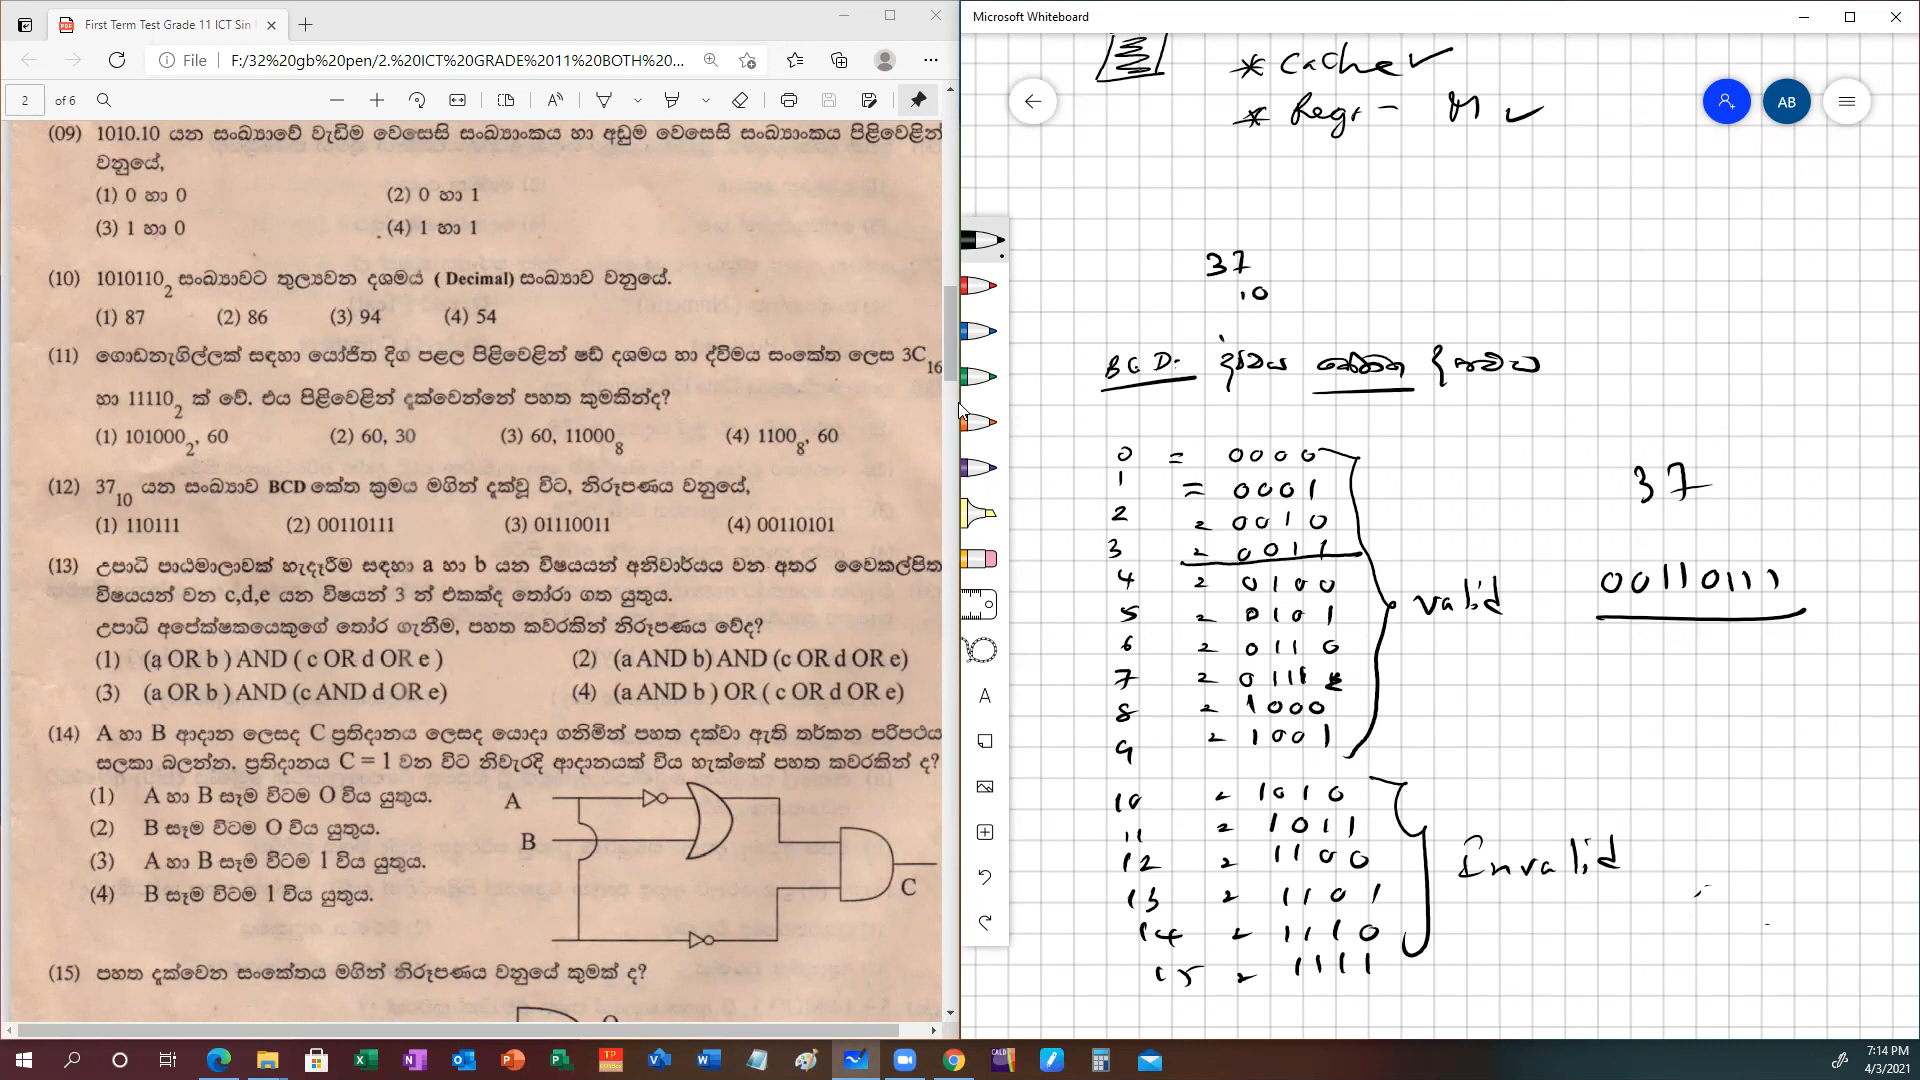 First Term Test Grade 11 ICT Sin M
File
F:/32%20gb%20pen/2.%20ICT%20GRADE%2011%20BOTH%20...
2 of 6
(09) 1010.10 යන සංඛ්‍යාවේ වැඩිම වෙසෙසි සංඛ්‍යාංකය හා අඩුම වෙසෙසි සංඛ්‍යාංකය පිළිවෙළින්
වනුයේ,
(1) 0 හා 0 (2) 0 හා 1
(3) 1 හා 0 (4) 1 හා 1
(10) 1010110₂ සංඛ්‍යාවට තුල්‍යවන දශමය ( Decimal) සංඛ්‍යාව වනුයේ.
(1) 87 (2) 86 (3) 94 (4) 54
(11) ගොඩනැගිල්ලක් සඳහා යෝජිත දිග පළල පිළිවෙළින් ෂඩ් දශමය හා ද්විමය සංකේත ලෙස 3C₁₆
හා 11110₂ ක් වේ. එය පිළිවෙළින් දැක්වෙන්නේ පහත කුමකින්ද?
(1) 101000₂, 60 (2) 60, 30 (3) 60, 11000₈ (4) 1100₈, 60
(12) 37₁₀ යන සංඛ්‍යාව BCD කේත ක්‍රමය මගින් දැක්වූ විට, නිරූපණය වනුයේ,
(1) 110111 (2) 00110111 (3) 01110011 (4) 00110101
(13) උපාධි පාඨමාලාවක් හැදෑරීම සඳහා a හා b යන විෂයයන් අනිවාර්යය වන අතර වෛකල්පිත
විෂයයන් වන c,d,e යන විෂයන් 3 න් එකක්ද තෝරා ගත යුතුය.
උපාධි අපේක්ෂකයෙකුගේ තෝර ගැනීම, පහත කවරකින් නිරූපණය වේද?
(1) (a OR b ) AND ( c OR d OR e ) (2) (a AND b) AND (c OR d OR e)
(3) (a OR b ) AND (c AND d OR e) (4) (a AND b ) OR ( c OR d OR e)
(14) A හා B ආදාන ලෙසද C ප්‍රතිදානය ලෙසද යොදා ගනිමින් පහත දක්වා ඇති තර්කන පරිපථය
සලකා බලන්න. ප්‍රතිදානය C = 1 වන විට නිවැරදි ආදානයක් විය හැක්කේ පහත කවරක් ද?
(1) A හා B සෑම විටම O විය යුතුය.
(2) B සෑම විටම O විය යුතුය.
(3) A හා B සෑම විටම 1 විය යුතුය.
(4) B සෑම විටම 1 විය යුතුය.
A
B
C
(15) පහත දැක්වෙන සංකේතය මගින් නිරූපණය වනුයේ කුමක් ද?
Microsoft Whiteboard
* Cache
* Reg. - M
AB
37
10
BCD:
0 = 0000
1 = 0001
2 = 0010
3 = 0011
4 = 0100
5 = 0101
6 = 0110
7 = 0111
8 = 1000
9 = 1001
valid
37
00110111
10 = 1010
11 = 1011
12 = 1100
13 = 1101
14 = 1110
15 = 1111
Invalid
7:14 PM
4/3/2021